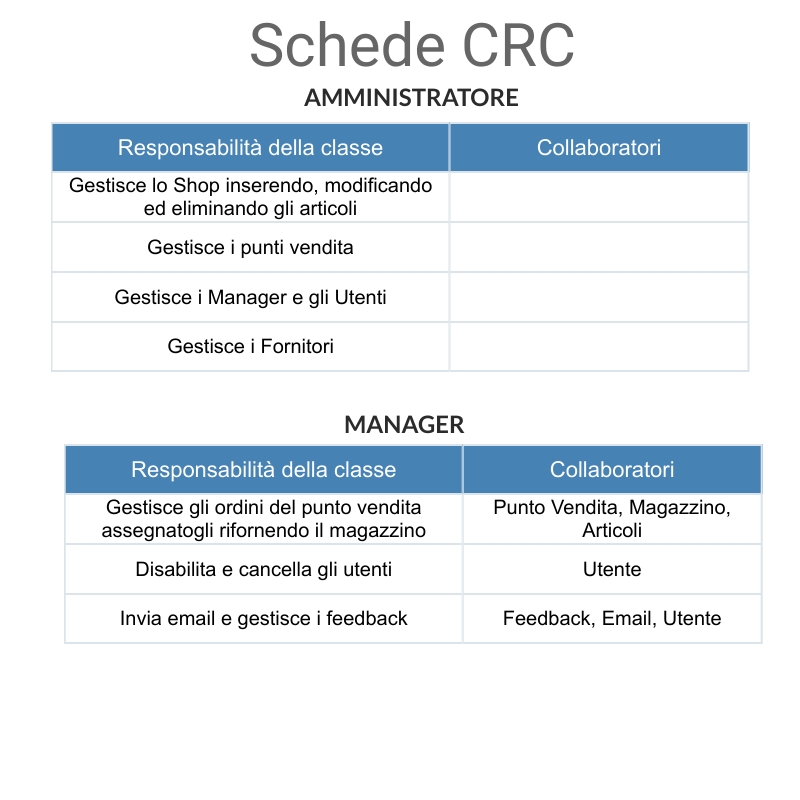 Schede CRC
AMMINISTRATORE
Responsabilità della classe
Collaboratori
Gestisce lo Shop inserendo, modificando
ed eliminando gli articoli
Gestisce i punti vendita
Gestisce i Manager e gli Utenti
Gestisce i Fornitori
MANAGER
Responsabilità della classe
Collaboratori
Gestisce gli ordini del punto vendita
assegnatogli rifornendo il magazzino
Punto Vendita, Magazzino,
Articoli
Disabilita e cancella gli utenti
Utente
Invia email e gestisce i feedback
Feedback, Email, Utente